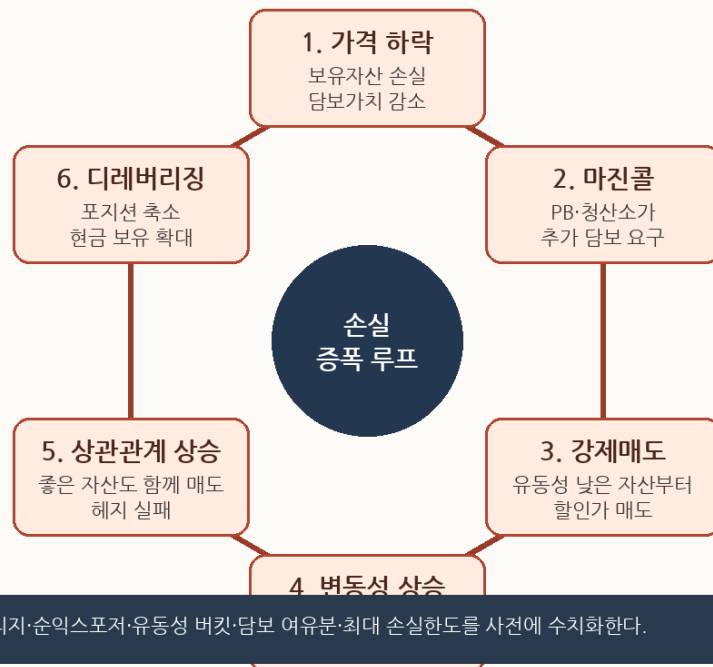 1. 가격 하락
보유자산 손실
담보가치 감소
2. 마진콜
PB·청산소가
추가 담보 요구
3. 강제매도
유동성 낮은 자산부터
할인가 매도
4. 변동성 상승
5. 상관관계 상승
좋은 자산도 함께 매도
헤지 실패
6. 디레버리징
포지션 축소
현금 보유 확대
손실
증폭 루프
리지·순익스포저·유동성 버킷·담보 여유분·최대 손실한도를 사전에 수치화한다.